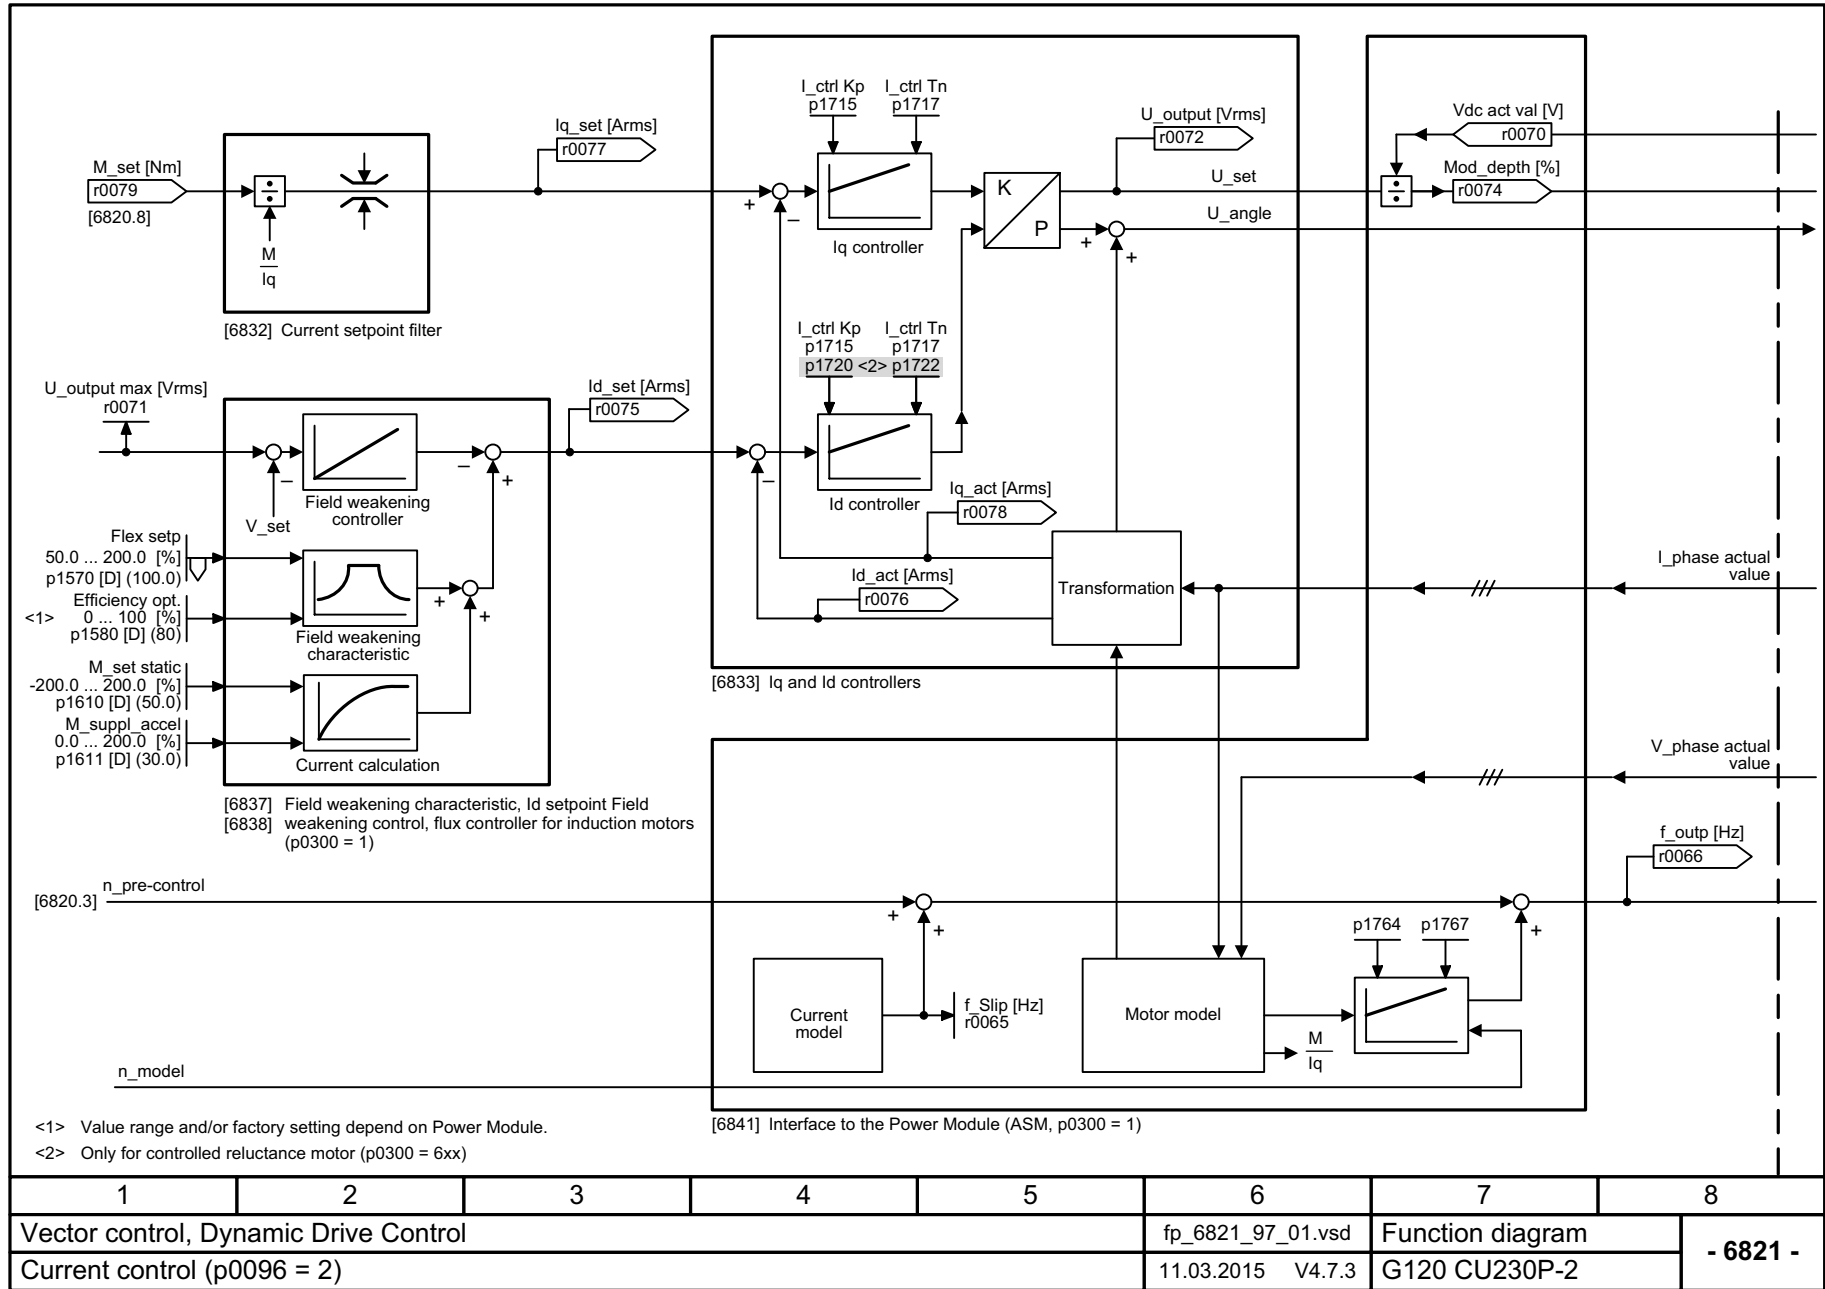 M_set [Nm]
r0079
[6820.8]
M
Iq
[6832] Current setpoint filter
Iq_set [Arms]
r0077
I_ctrl Kp
p1715
I_ctrl Tn
p1717
+
–
Iq controller
K
P
+
+
U_output [Vrms]
r0072
U_set
U_angle
Vdc act val [V]
r0070
Mod_depth [%]
r0074
U_output max [Vrms]
r0071
–
V_set
Field weakening
controller
–
+
Id_set [Arms]
r0075
I_ctrl Kp
p1715
p1720 <2> p1722
I_ctrl Tn
p1717
–
Id controller
Iq_act [Arms]
r0078
Id_act [Arms]
r0076
Transformation
[6833] Iq and Id controllers
I_phase actual
value
V_phase actual
value
Flex setp
50.0 ... 200.0 [%]
p1570 [D] (100.0)
Efficiency opt.
<1> 0 ... 100 [%]
p1580 [D] (80)
Field weakening
characteristic
+
+
M_set static
-200.0 ... 200.0 [%]
p1610 [D] (50.0)
M_suppl_accel
0.0 ... 200.0 [%]
p1611 [D] (30.0)
Current calculation
[6837] Field weakening characteristic, Id setpoint Field
[6838] weakening control, flux controller for induction motors
(p0300 = 1)
f_outp [Hz]
r0066
n_pre-control
[6820.3]
+
+
p1764
p1767
+
Current
model
f_Slip [Hz]
r0065
Motor model
M
Iq
n_model
[6841] Interface to the Power Module (ASM, p0300 = 1)
<1> Value range and/or factory setting depend on Power Module.
<2> Only for controlled reluctance motor (p0300 = 6xx)
1 2 3 4 5 6 7 8
Vector control, Dynamic Drive Control
fp_6821_97_01.vsd
Function diagram
- 6821 -
Current control (p0096 = 2)
11.03.2015 V4.7.3
G120 CU230P-2